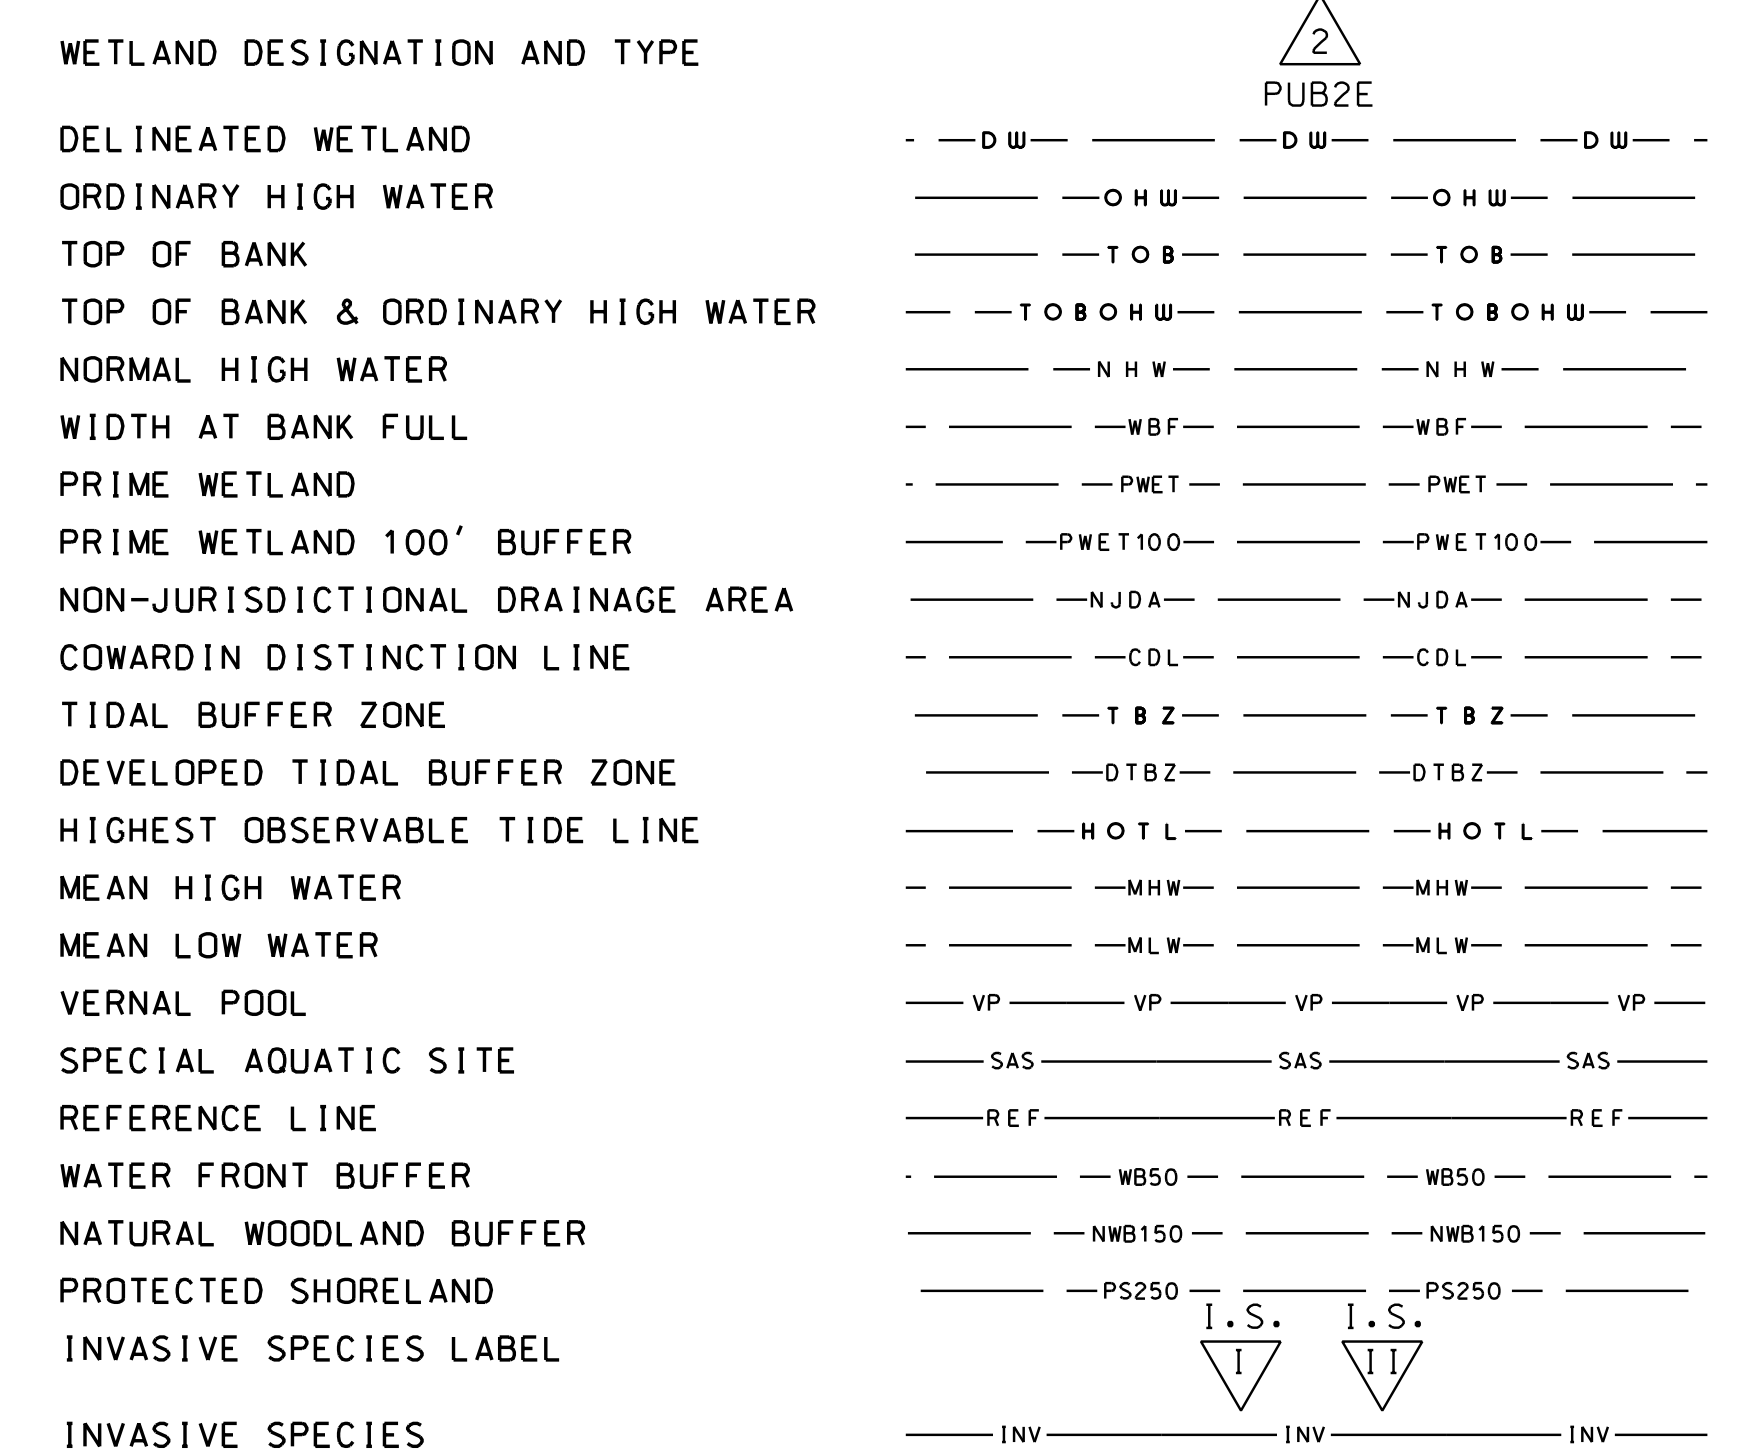 WETLAND DESIGNATION AND TYPE 2
PUB2E
DELINEATED WETLAND DW DW DW
ORDINARY HIGH WATER OHW OHW
TOP OF BANK TOB TOB
TOP OF BANK & ORDINARY HIGH WATER TOBOHW TOBOHW
NORMAL HIGH WATER NHW NHW
WIDTH AT BANK FULL WBF WBF
PRIME WETLAND PWET PWET
PRIME WETLAND 100' BUFFER PWET100 PWET100
NON-JURISDICTIONAL DRAINAGE AREA NJDA NJDA
COWARDIN DISTINCTION LINE CDL CDL
TIDAL BUFFER ZONE TBZ TBZ
DEVELOPED TIDAL BUFFER ZONE DTBZ DTBZ
HIGHEST OBSERVABLE TIDE LINE HOTL HOTL
MEAN HIGH WATER MHW MHW
MEAN LOW WATER MLW MLW
VERNAL POOL VP VP VP VP VP
SPECIAL AQUATIC SITE SAS SAS SAS
REFERENCE LINE REF REF REF
WATER FRONT BUFFER WB50 WB50
NATURAL WOODLAND BUFFER NWB150 NWB150
PROTECTED SHORELAND PS250 PS250
I.S. I.S.
INVASIVE SPECIES LABEL I II
INVASIVE SPECIES INV INV INV